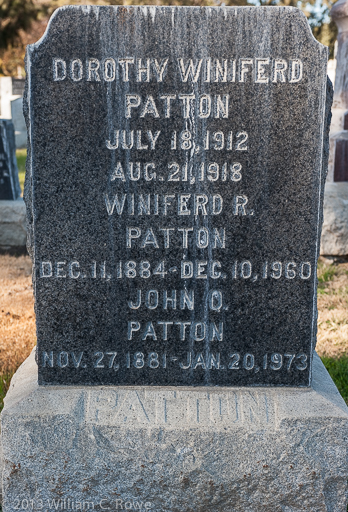 DOROTHY WINIFERD
PATTON
JULY 18, 1912
AUG. 21, 1918
WINIFERD R.
PATTON
DEC. 11, 1884 - DEC. 10, 1960
JOHN O.
PATTON
NOV. 27, 1881 - JAN. 20, 1973
PATTON
©2013 William C. Rowe